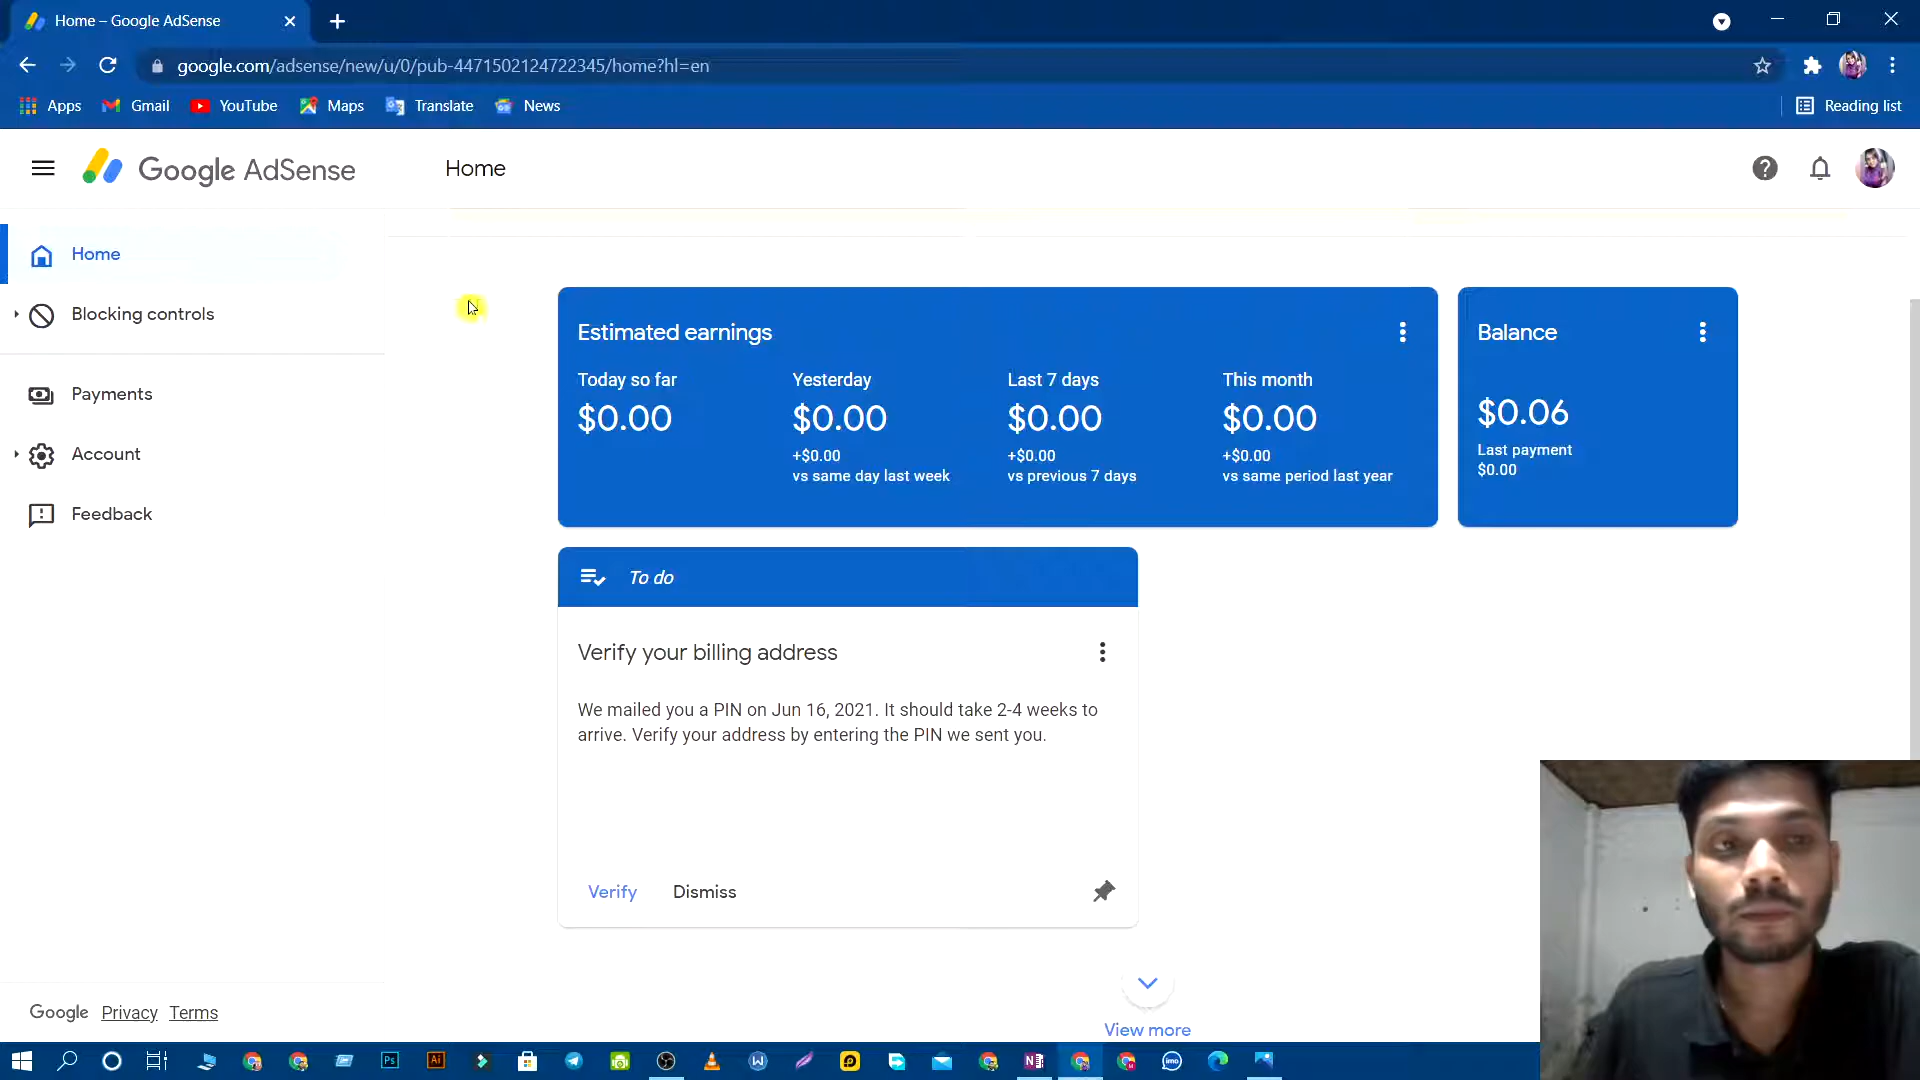 Home – Google AdSense
google.com/adsense/new/u/0/pub-4471502124722345/home?hl=en
Apps Gmail YouTube Maps Translate News Reading list
Google AdSense
Home
Home
Blocking controls
Payments
Account
Feedback
Estimated earnings
Today so far
$0.00
Yesterday
$0.00
+$0.00
vs same day last week
Last 7 days
$0.00
+$0.00
vs previous 7 days
This month
$0.00
+$0.00
vs same period last year
Balance
$0.06
Last payment
$0.00
To do
Verify your billing address
We mailed you a PIN on Jun 16, 2021. It should take 2-4 weeks to
arrive. Verify your address by entering the PIN we sent you.
Verify Dismiss
View more
Google Privacy Terms
Ps
Ai
imo